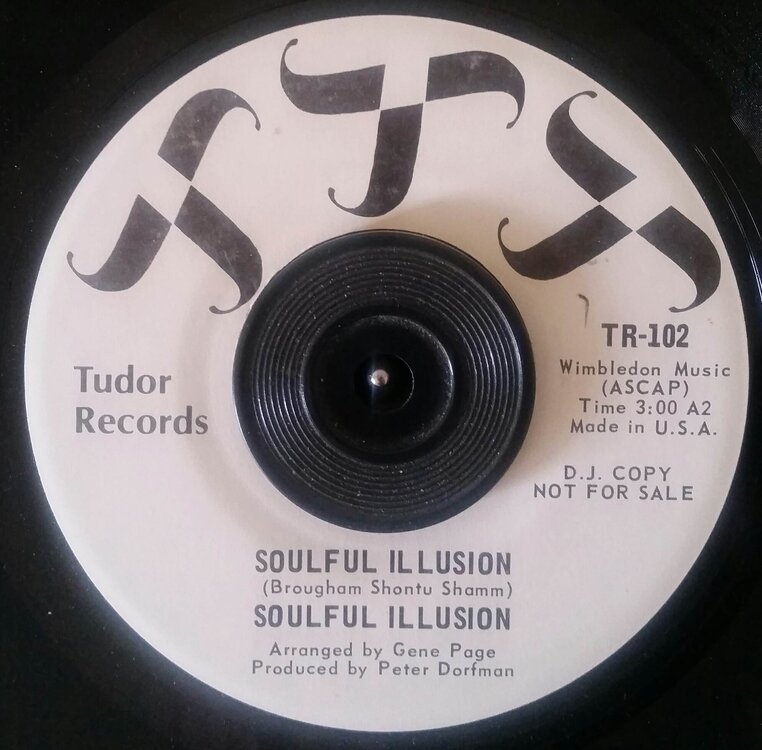 Tudor
Records
TR-102
Wimbledon Music
(ASCAP)
Time 3:00 A2
Made in U.S.A.
D.J. COPY
NOT FOR SALE
SOULFUL ILLUSION
(Brougham Shontu Shamm)
SOULFUL ILLUSION
Arranged by Gene Page
Produced by Peter Dorfman